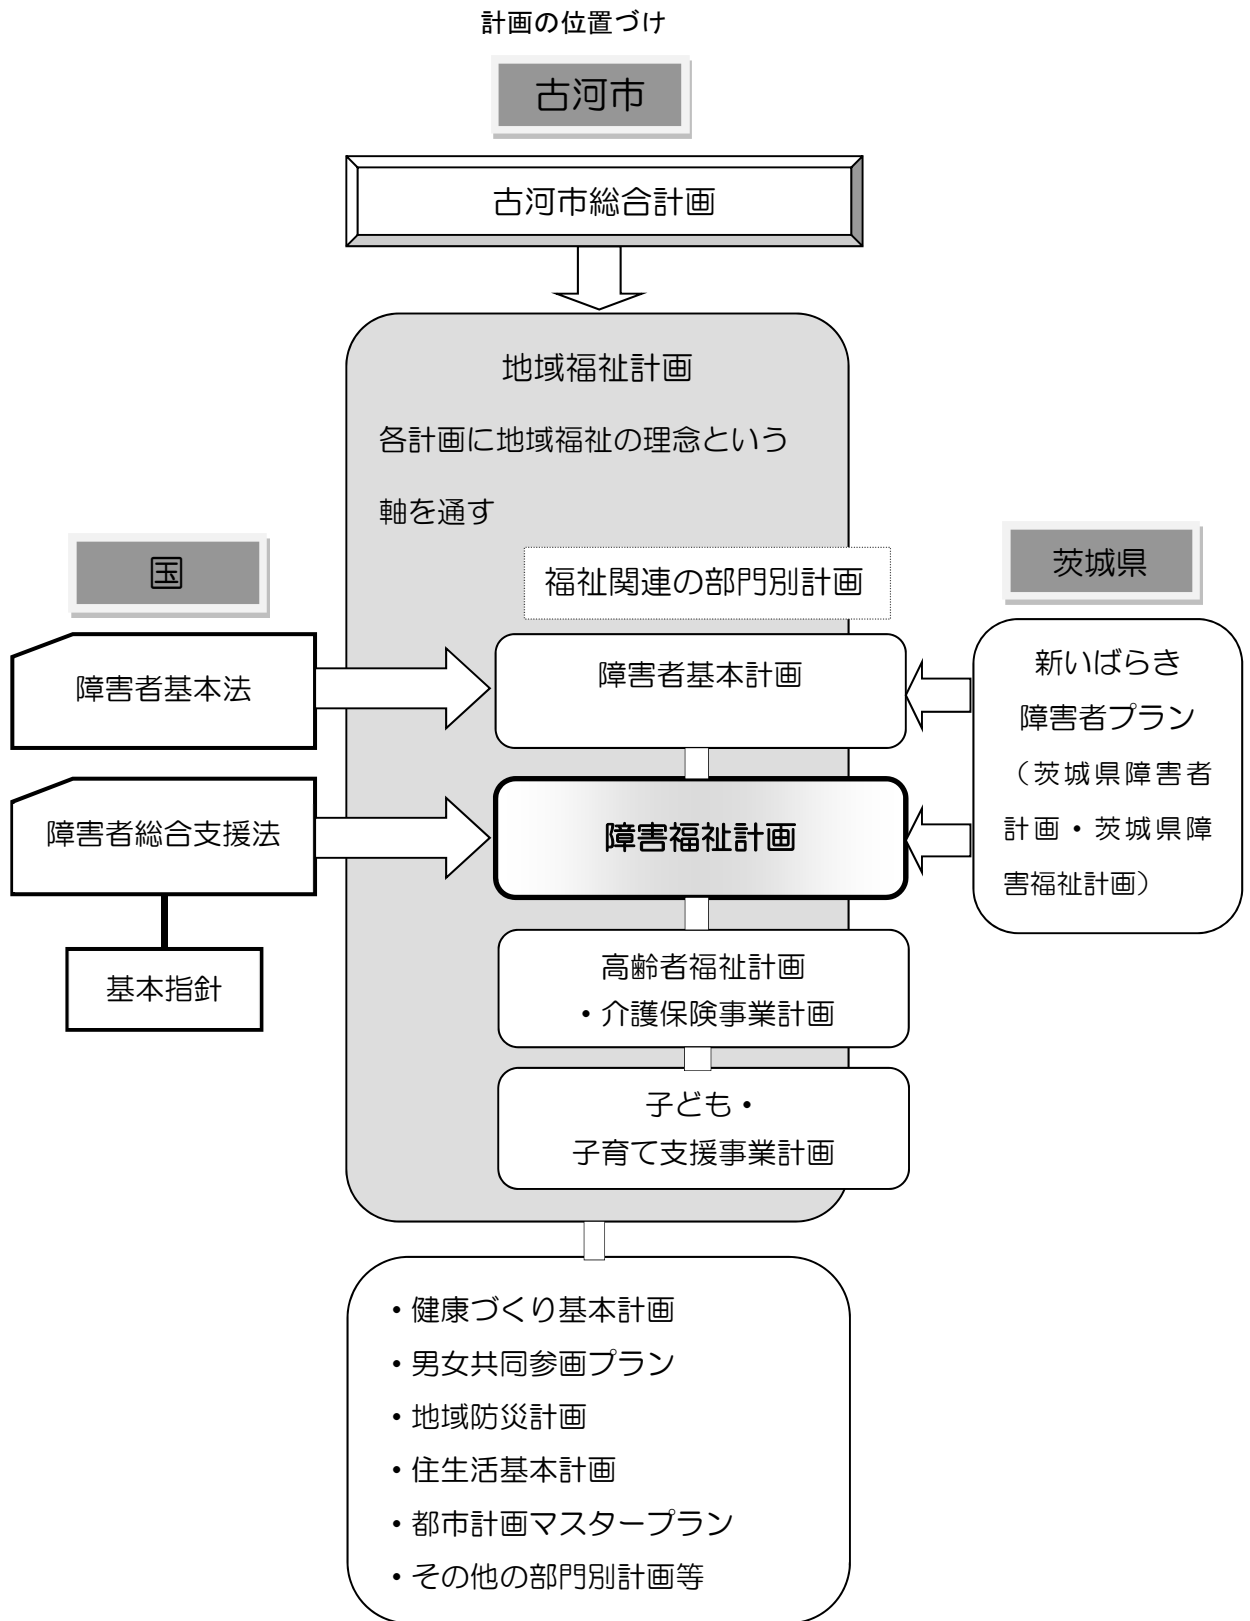 計画の位置づけ
古河市
古河市総合計画
地域福祉計画
各計画に地域福祉の理念という
軸を通す
国
福祉関連の部門別計画
茨城県
障害者基本法
障害者基本計画
新いばらき
障害者プラン
（茨城県障害者
計画・茨城県障
害福祉計画）
障害者総合支援法
障害福祉計画
基本指針
高齢者福祉計画
・介護保険事業計画
子ども・
子育て支援事業計画
・健康づくり基本計画
・男女共同参画プラン
・地域防災計画
・住生活基本計画
・都市計画マスタープラン
・その他の部門別計画等